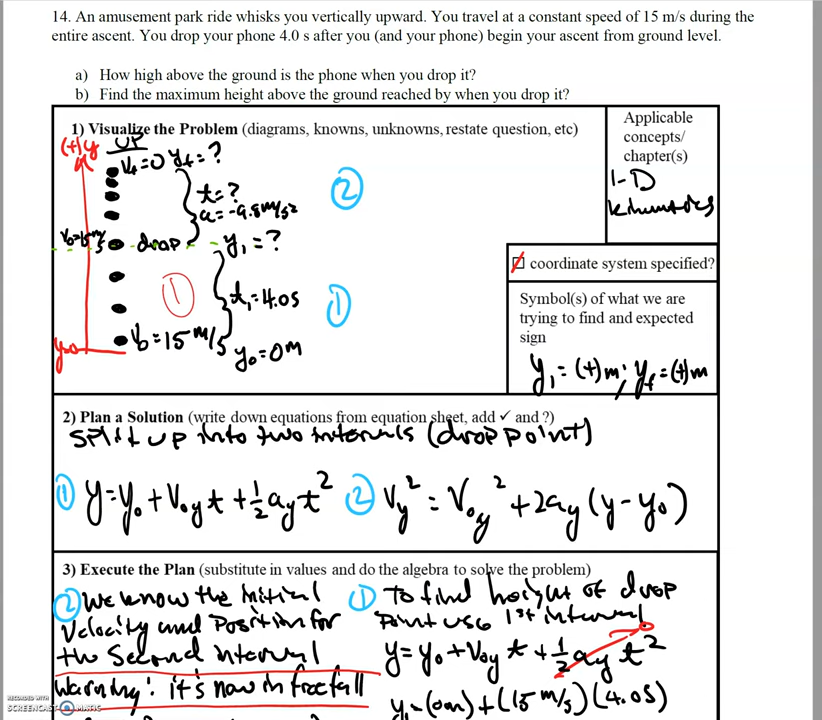 14. An amusement park ride whisks you vertically upward. You travel at a constant speed of 15 m/s during the
entire ascent. You drop your phone 4.0 s after you (and your phone) begin your ascent from ground level.
a) How high above the ground is the phone when you drop it?
b) Find the maximum height above the ground reached by when you drop it?
1) Visualize the Problem (diagrams, knowns, unknowns, restate question, etc)
(+)y UP
Vf=0 yf=?
t=?
a=-9.8m/s²
②
V₀=15m/s drop y₁=?
①
t₁=4.0s
①
V₀=15m/s
y=0
y₀=0m
Applicable
concepts/
chapter(s)
1-D
kinematics
coordinate system specified?
Symbol(s) of what we are
trying to find and expected
sign
y₁=(+)m; yf=(+)m
2) Plan a Solution (write down equations from equation sheet, add ✓ and ?)
Split up into two intervals (drop point)
① y=y₀+V₀yt+½ayt² ② Vy²=V₀y²+2ay(y-y₀)
3) Execute the Plan (substitute in values and do the algebra to solve the problem)
② We know the initial
velocity and position for
the second interval
Warning! it's now in freefall
① To find height of drop
point use 1st interval
y=y₀+V₀yt+½ayt²
y₁=(0m)+(15m/s)(4.0s)
RECORDED WITH
SCREENCAST MATIC